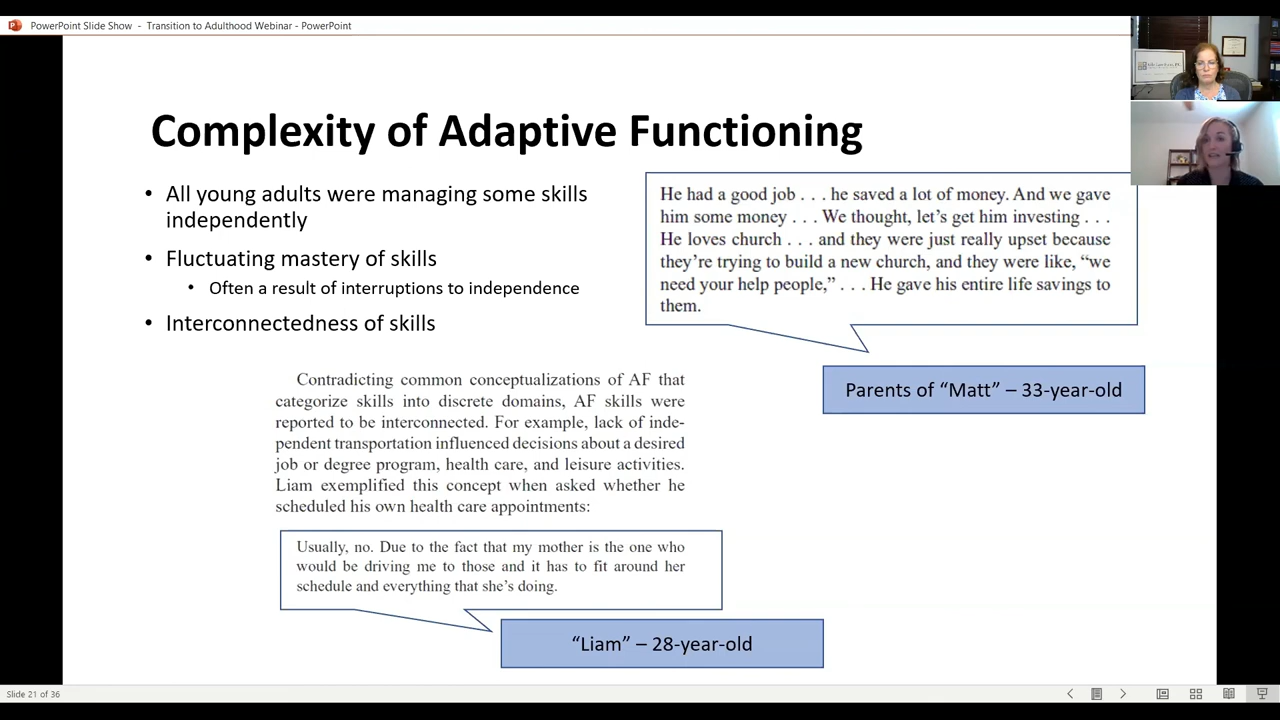 PowerPoint Slide Show - Transition to Adulthood Webinar - PowerPoint
Complexity of Adaptive Functioning
• All young adults were managing some skills
independently
• Fluctuating mastery of skills
• Often a result of interruptions to independence
• Interconnectedness of skills
He had a good job . . . he saved a lot of money. And we gave
him some money . . . We thought, let's get him investing . . .
He loves church . . . and they were just really upset because
they're trying to build a new church, and they were like, "we
need your help people," . . . He gave his entire life savings to
them.
Parents of “Matt” – 33-year-old
Contradicting common conceptualizations of AF that
categorize skills into discrete domains, AF skills were
reported to be interconnected. For example, lack of inde-
pendent transportation influenced decisions about a desired
job or degree program, health care, and leisure activities.
Liam exemplified this concept when asked whether he
scheduled his own health care appointments:
Usually, no. Due to the fact that my mother is the one who
would be driving me to those and it has to fit around her
schedule and everything that she's doing.
“Liam” – 28-year-old
Slide 21 of 36